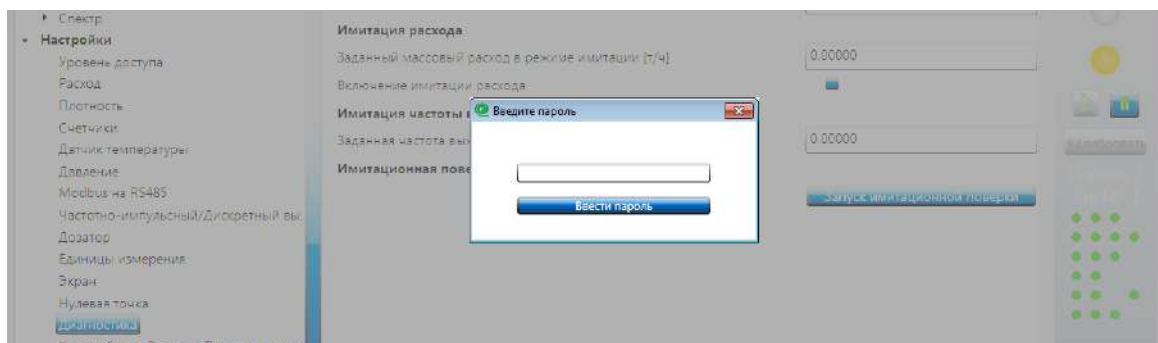 Спектр
Настройки
Уровень доступа
Расход
Плотность
Счетчики
Датчик температуры
Давление
Modbus на RS485
Частотно-импульсный/Дискретный вы
Дозатор
Единицы измерения
Экран
Нулевая точка
Диагностика
Имитация расхода
Заданный массовый расход в режиме имитации [т/ч] 0.00000
Включение имитации расхода
Имитация частоты
Заданная частота вы 0.00000
Имитационная пове
Запуск имитационной поверки
Введите пароль
Ввести пароль
Калибровать